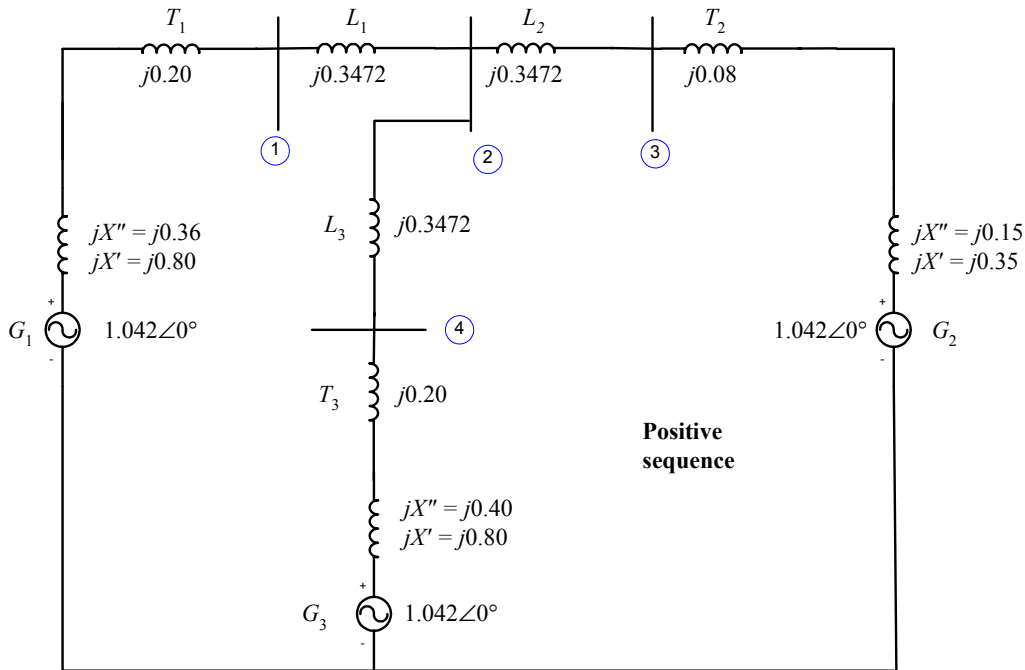 T1 L1 L2 T2
j0.20 j0.3472 j0.3472 j0.08
1 2 3
L3 j0.3472
jX″ = j0.36
jX′ = j0.80
jX″ = j0.15
jX′ = j0.35
+
G1 1.042∠0°
-
4
+
1.042∠0° G2
-
T3 j0.20
Positive
sequence
jX″ = j0.40
jX′ = j0.80
+
G3 1.042∠0°
-